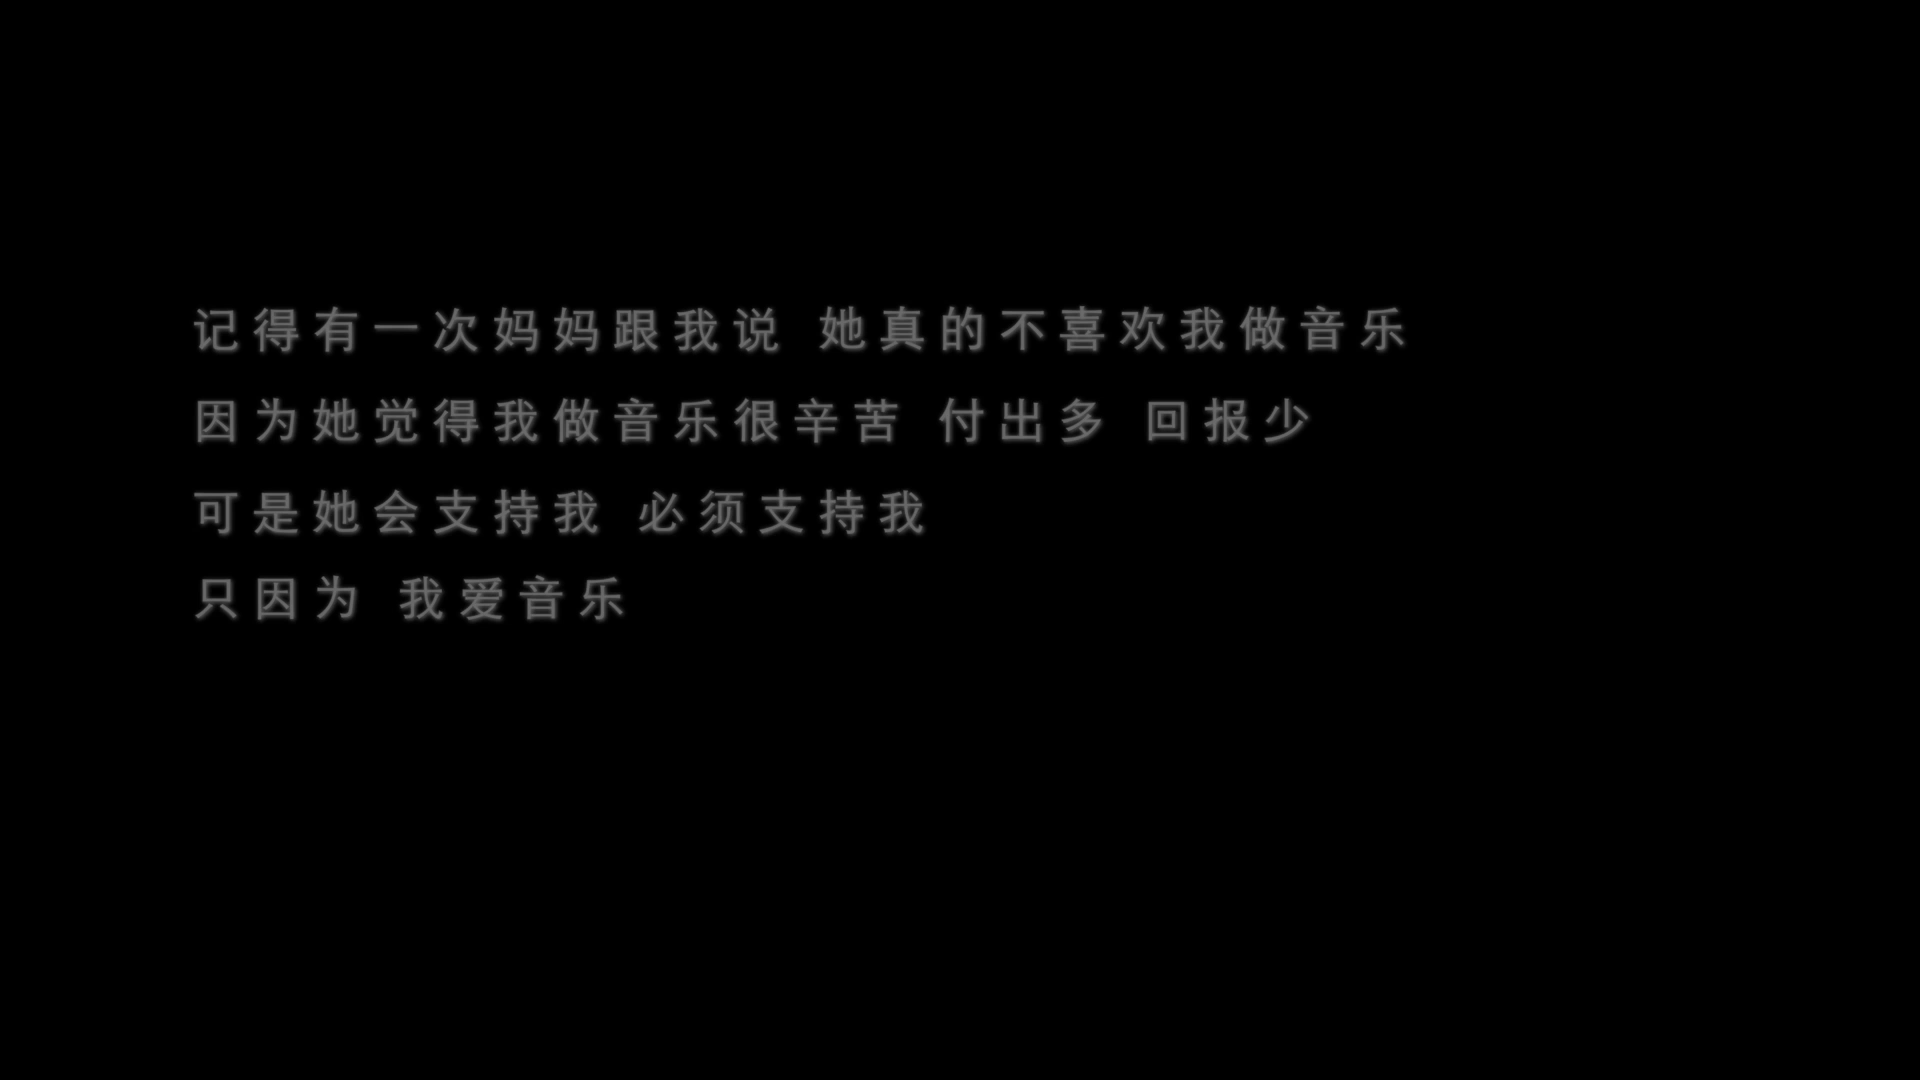 记得有一次妈妈跟我说 她真的不喜欢我做音乐
因为她觉得我做音乐很辛苦 付出多 回报少
可是她会支持我 必须支持我
只因为 我爱音乐